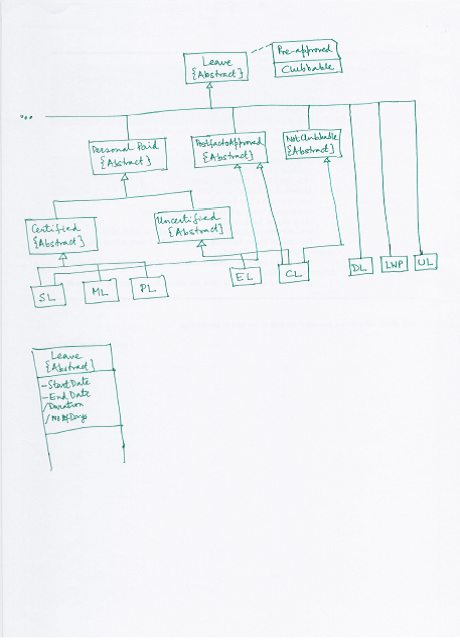 Leave
{Abstract}
Pre-approved
Clubbable
...
Personal Paid
{Abstract}
PostfactoApproved
{Abstract}
NotClubbable
{Abstract}
Certified
{Abstract}
Uncertified
{Abstract}
SL
ML
PL
EL
CL
DL
LWP
UL
Leave
{Abstract}
-StartDate
-End Date
/Duration
/NoOfDays